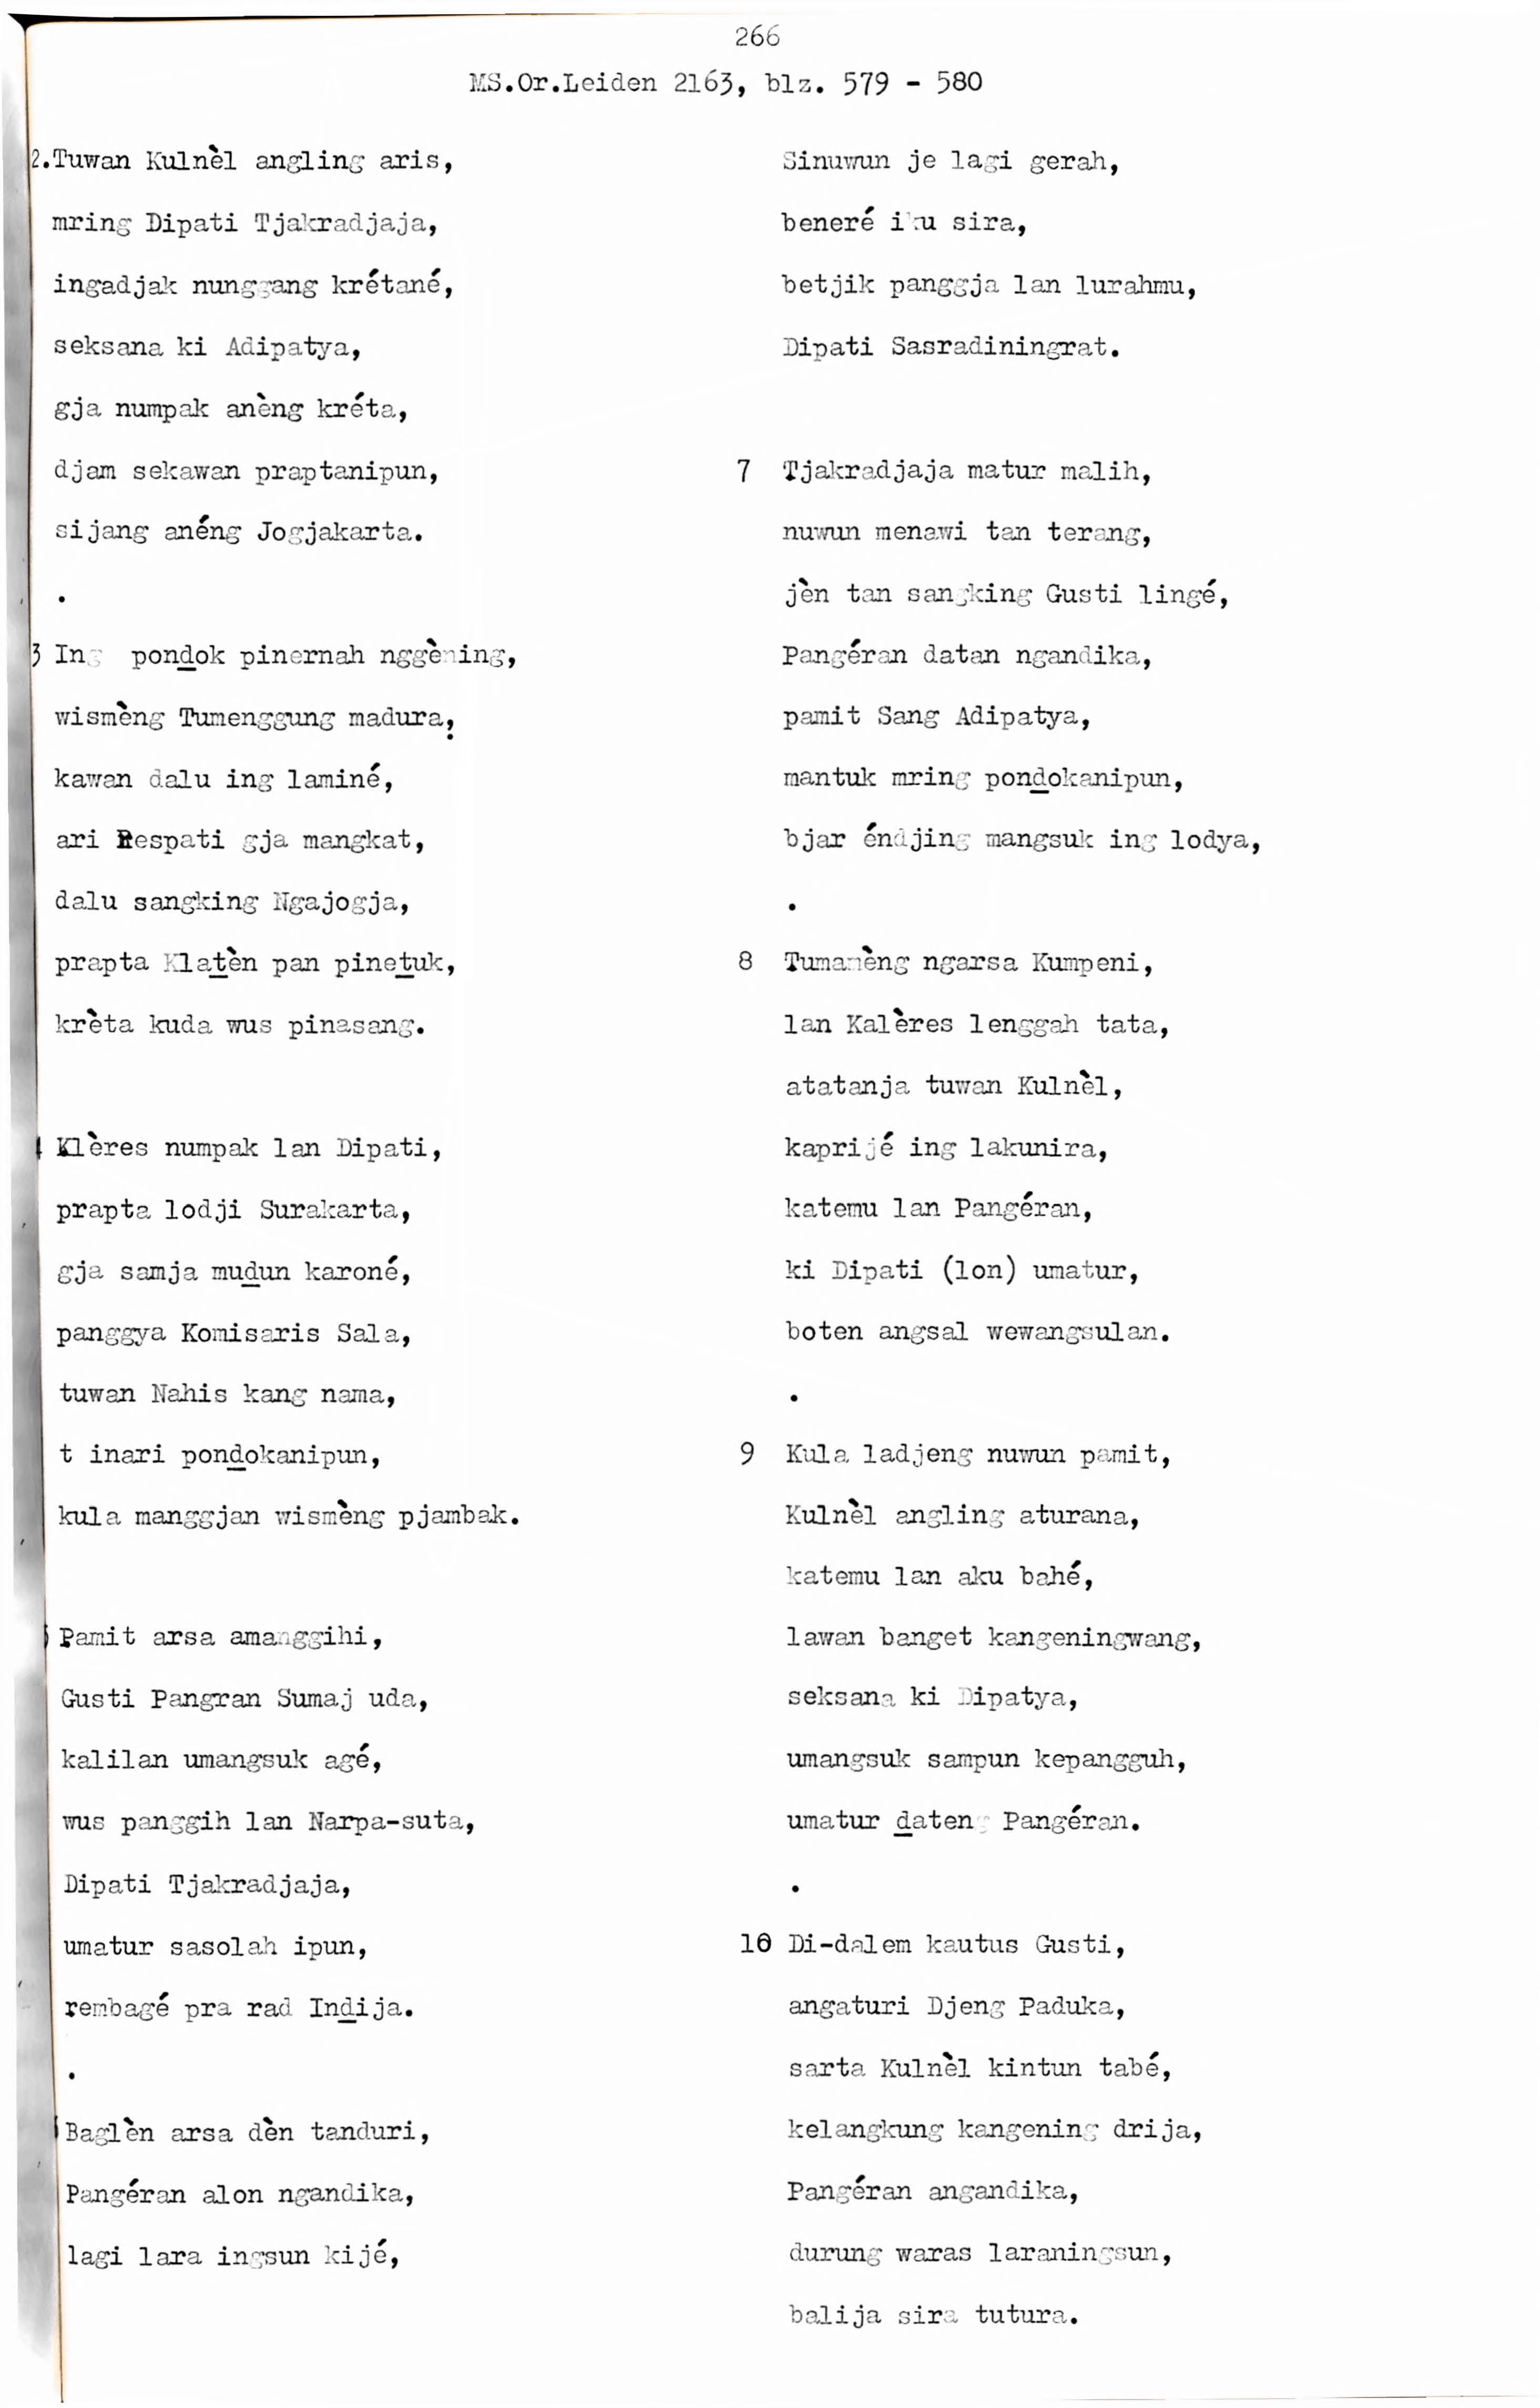 266
MS.Or.Leiden 2163, blz. 579 - 580
2.Tuwan Kulnèl angling aris,
mring Dipati Tjakradjaja,
ingadjak nunggang krétané,
seksana ki Adipatya,
gja numpak anèng kréta,
djam sekawan praptanipun,
sijang anéng Jogjakarta.
.
3 Ing pondok pinernah nggèning,
wismèng Tumenggung madura,
kawan dalu ing laminé,
ari Respati gja mangkat,
dalu sangking Ngajogja,
prapta Klatèn pan pinetuk,
krèta kuda wus pinasang.
Klères numpak lan Dipati,
prapta lodji Surakarta,
gja samja mudun karoné,
panggya Komisaris Sala,
tuwan Nahis kang nama,
t inari pondokanipun,
kula manggjan wismèng pjambak.
Pamit arsa amanggihi,
Gusti Pangran Sumaj uda,
kalilan umangsuk agé,
wus panggih lan Narpa-suta,
Dipati Tjakradjaja,
umatur sasolah ipun,
rembagé pra rad Indija.
.
Baglèn arsa dèn tanduri,
Pangéran alon ngandika,
lagi lara ingsun kijé,
Sinuwun je lagi gerah,
beneré iku sira,
betjik panggja lan lurahmu,
Dipati Sasradiningrat.
7 Tjakradjaja matur malih,
nuwun menawi tan terang,
jèn tan sangking Gusti lingé,
Pangéran datan ngandika,
pamit Sang Adipatya,
mantuk mring pondokanipun,
bjar éndjing mangsuk ing lodya,
.
8 Tumamèng ngarsa Kumpeni,
lan Kalères lenggah tata,
atatanja tuwan Kulnèl,
kaprijé ing lakunira,
katemu lan Pangéran,
ki Dipati (lon) umatur,
boten angsal wewangsulan.
.
9 Kula ladjeng nuwun pamit,
Kulnèl angling aturana,
katemu lan aku bahé,
lawan banget kangeningwang,
seksana ki Dipatya,
umangsuk sampun kepangguh,
umatur dateng Pangéran.
.
10 Di-dalem kautus Gusti,
angaturi Djeng Paduka,
sarta Kulnèl kintun tabé,
kelangkung kangening drija,
Pangéran angandika,
durung waras laraningsun,
balija sira tutura.